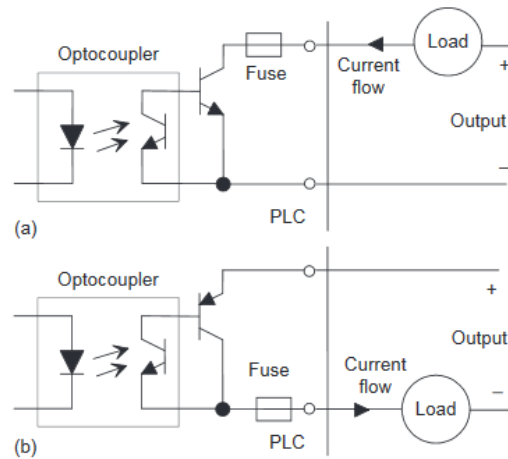 Optocoupler
Fuse
Current
flow
Load
+
Output
−
PLC
(a)
Optocoupler
+
Output
Fuse
Current
flow
−
Load
PLC
(b)